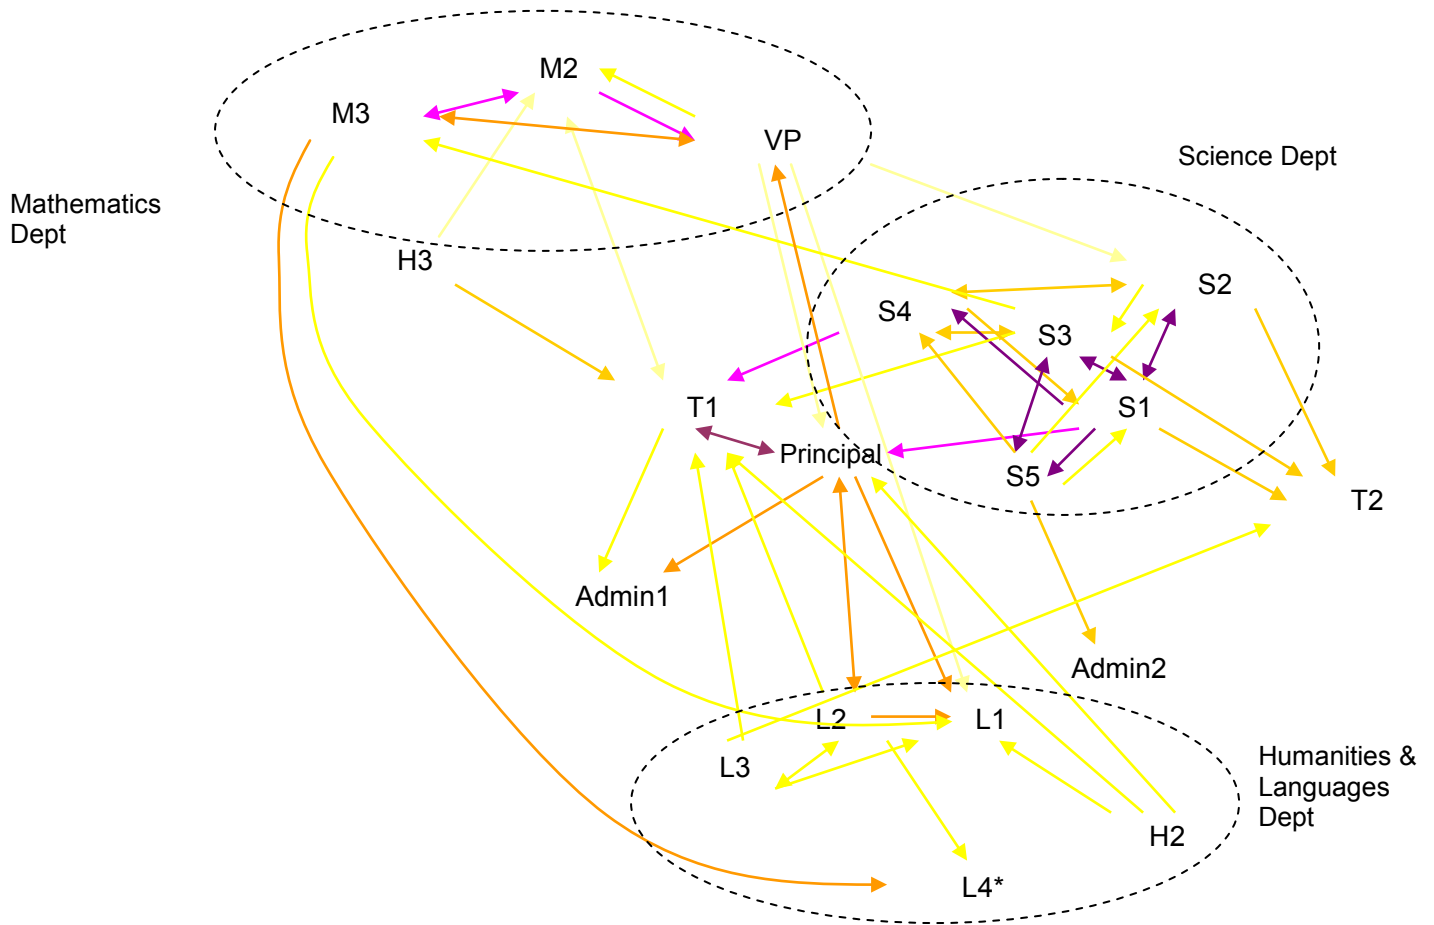 M2
M3
VP
Science Dept
Mathematics
Dept
H3
S2
S4
S3
T1
S1
Principal
S5
T2
Admin1
Admin2
L2
L1
L3
Humanities &
Languages
Dept
H2
L4*